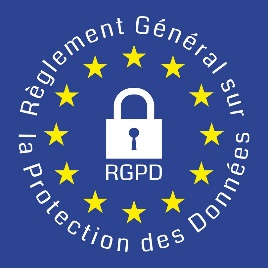 Règlement Général sur
la Protection des Données
RGPD